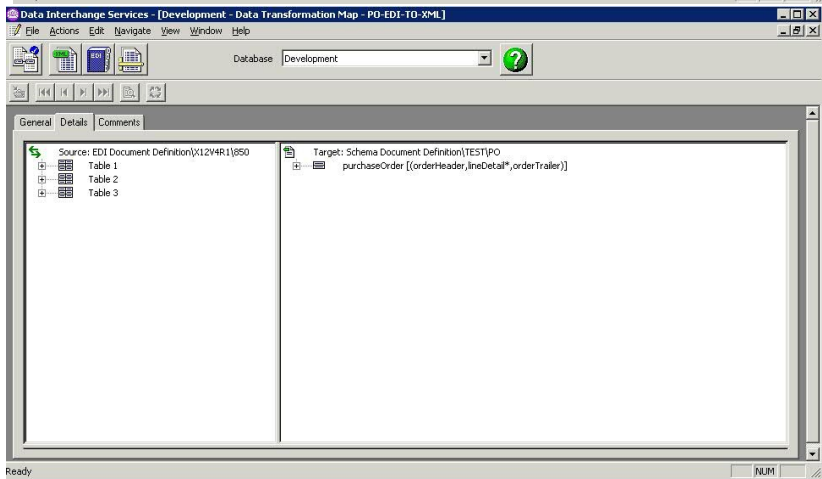 Data Interchange Services - [Development - Data Transformation Map - PO-EDI-TO-XML]
File Actions Edit Navigate View Window Help
XML EDI Database Development
General Details Comments
Source: EDI Document Definition\X12V4R1\850
Table 1
Table 2
Table 3
Target: Schema Document Definition\TEST\PO
purchaseOrder [(orderHeader,lineDetail*,orderTrailer)]
Ready NUM